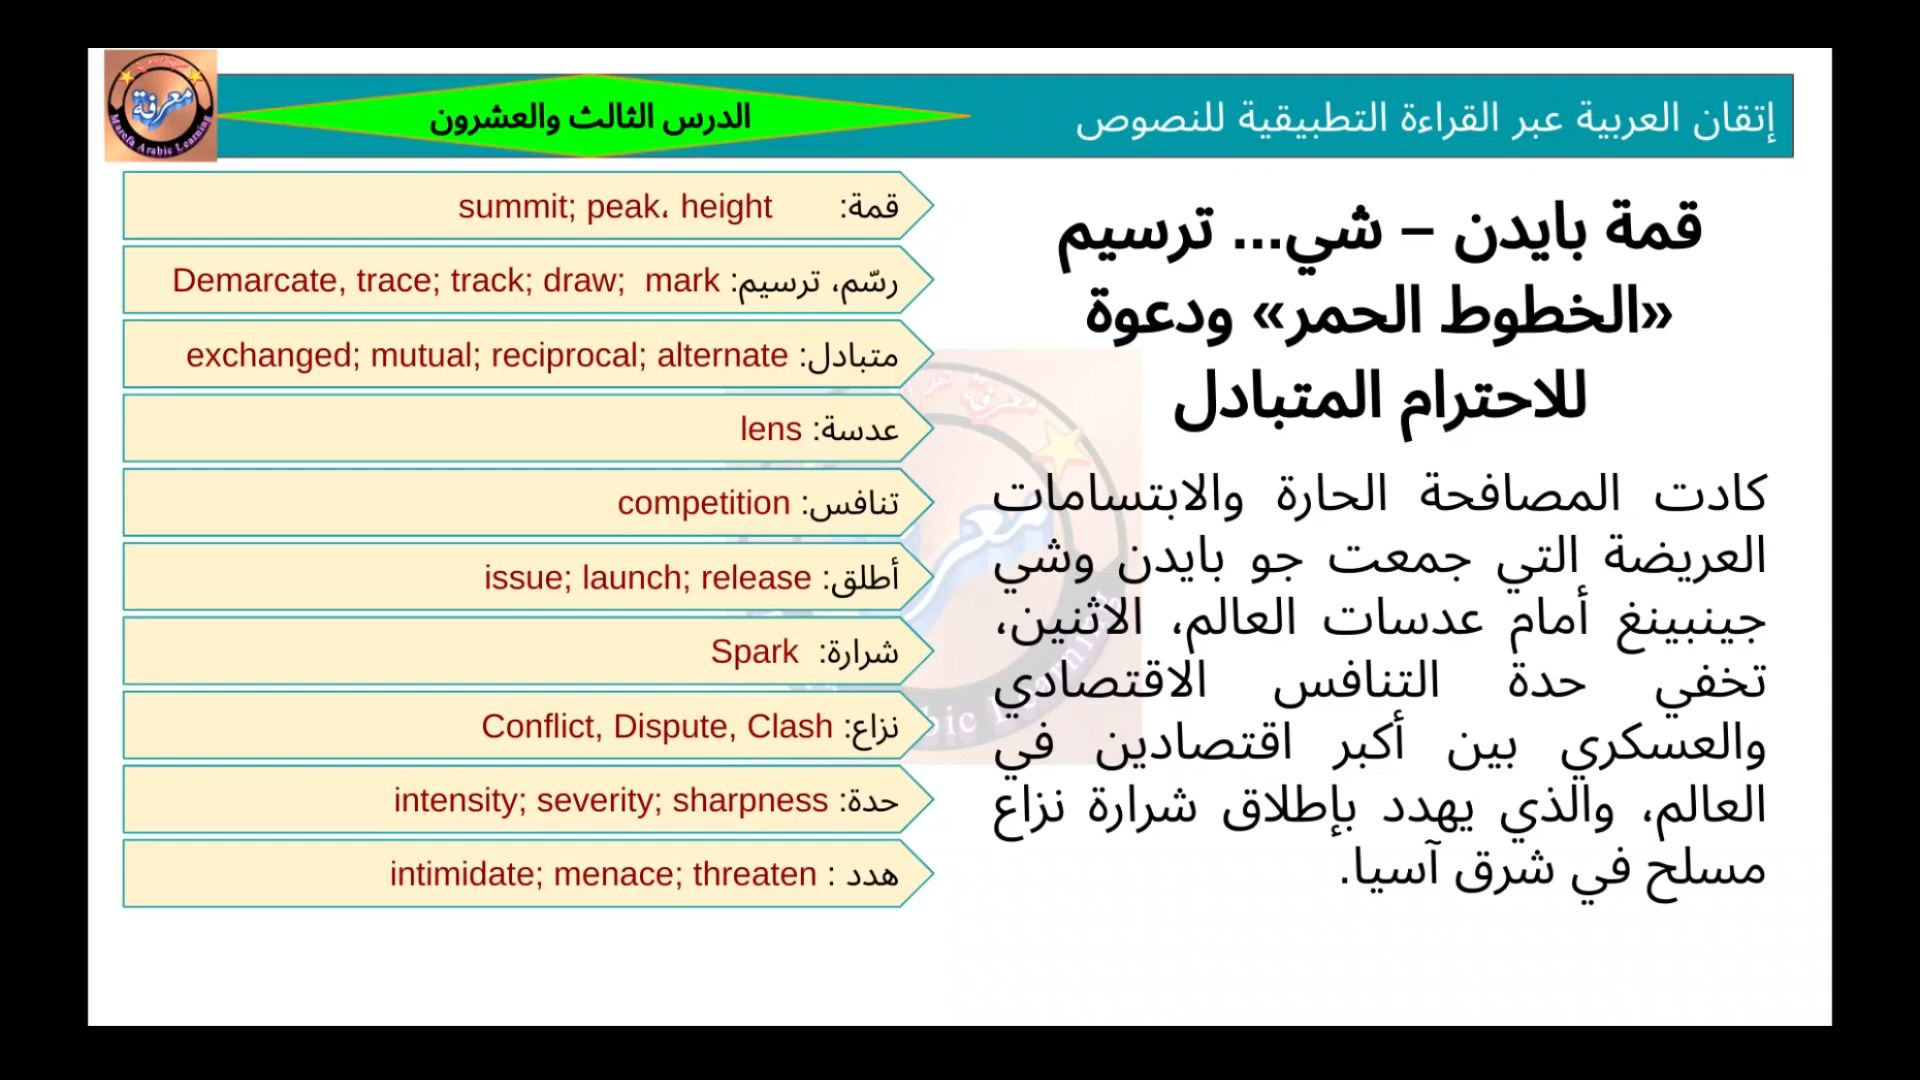 إتقان العربية عبر القراءة التطبيقية للنصوص
الدرس الثالث والعشرون
معرفة
Marefa Arabic Learning
قمة بايدن – شي... ترسيم
«الخطوط الحمر» ودعوة
للاحترام المتبادل
كادت المصافحة الحارة والابتسامات
العريضة التي جمعت جو بايدن وشي
جينبينغ أمام عدسات العالم، الاثنين،
تخفي حدة التنافس الاقتصادي
والعسكري بين أكبر اقتصادين في
العالم، والذي يهدد بإطلاق شرارة نزاع
مسلح في شرق آسيا.
قمة: summit; peak، height
رسّم، ترسيم: Demarcate, trace; track; draw; mark
متبادل: exchanged; mutual; reciprocal; alternate
عدسة: lens
تنافس: competition
أطلق: issue; launch; release
شرارة: Spark
نزاع: Conflict, Dispute, Clash
حدة: intensity; severity; sharpness
هدد : intimidate; menace; threaten